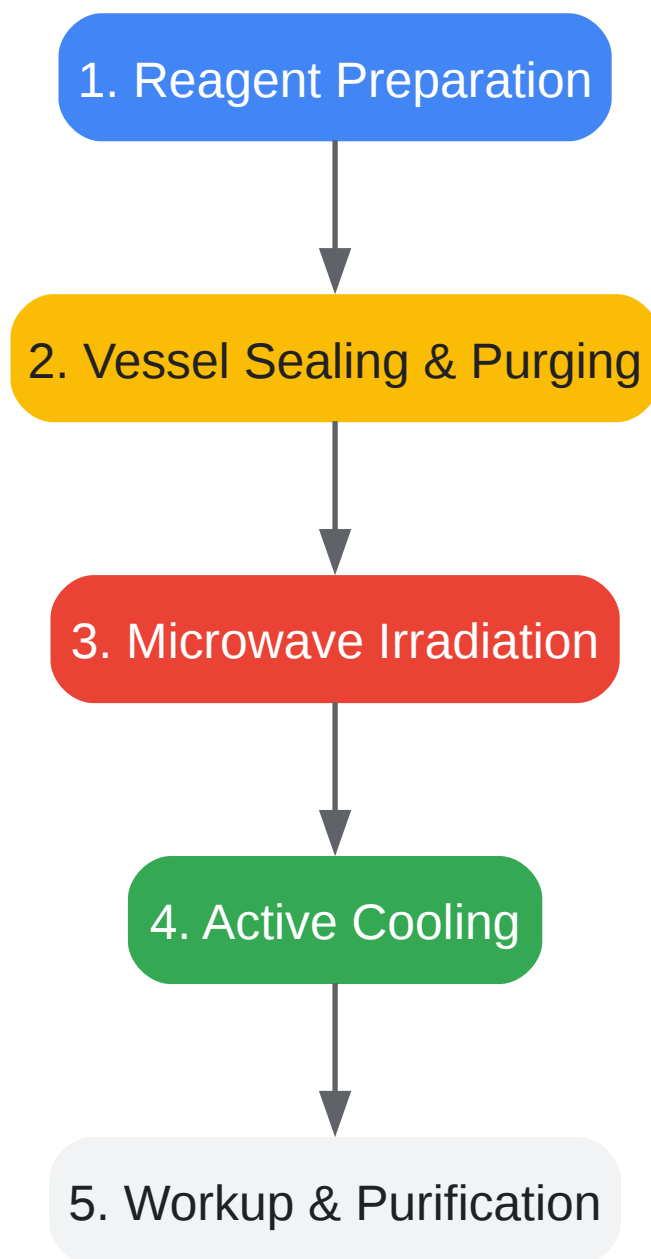 1. Reagent Preparation
2. Vessel Sealing & Purging
3. Microwave Irradiation
4. Active Cooling
5. Workup & Purification